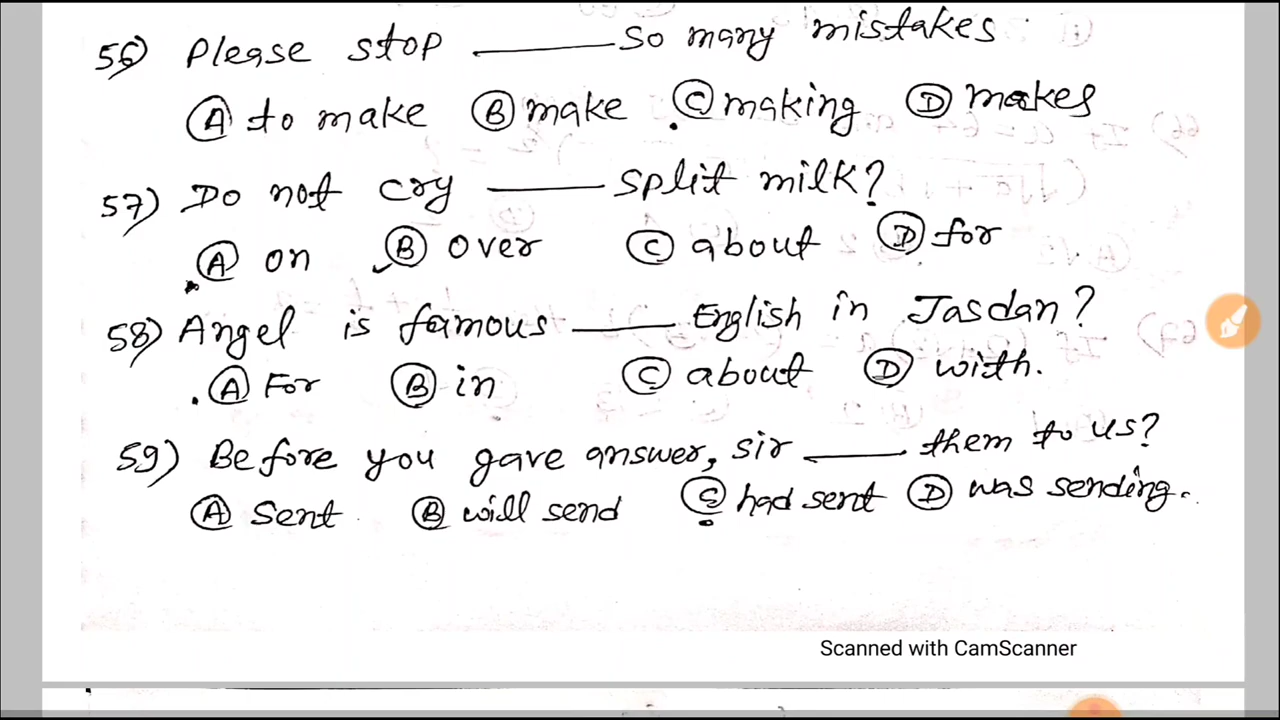 56) Please stop ______ so many mistakes
(A) to make (B) make (C) making (D) makes
57) Do not cry ______ split milk?
(A) on (B) over (C) about (D) for
58) Angel is famous ______ English in Jasdan?
(A) For (B) in (C) about (D) with.
59) Before you gave answer, sir ______ them to us?
(A) Sent (B) will send (C) had sent (D) was sending.
Scanned with CamScanner